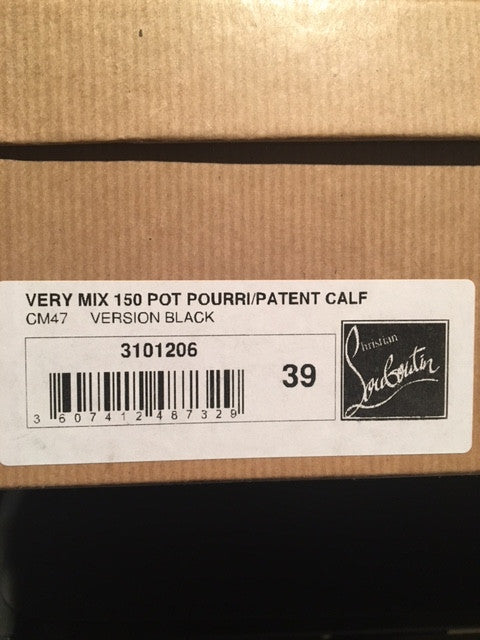 VERY MIX 150 POT POURRI/PATENT CALF
CM47 VERSION BLACK
3101206
39
3 607412 487329
Christian
Louboutin